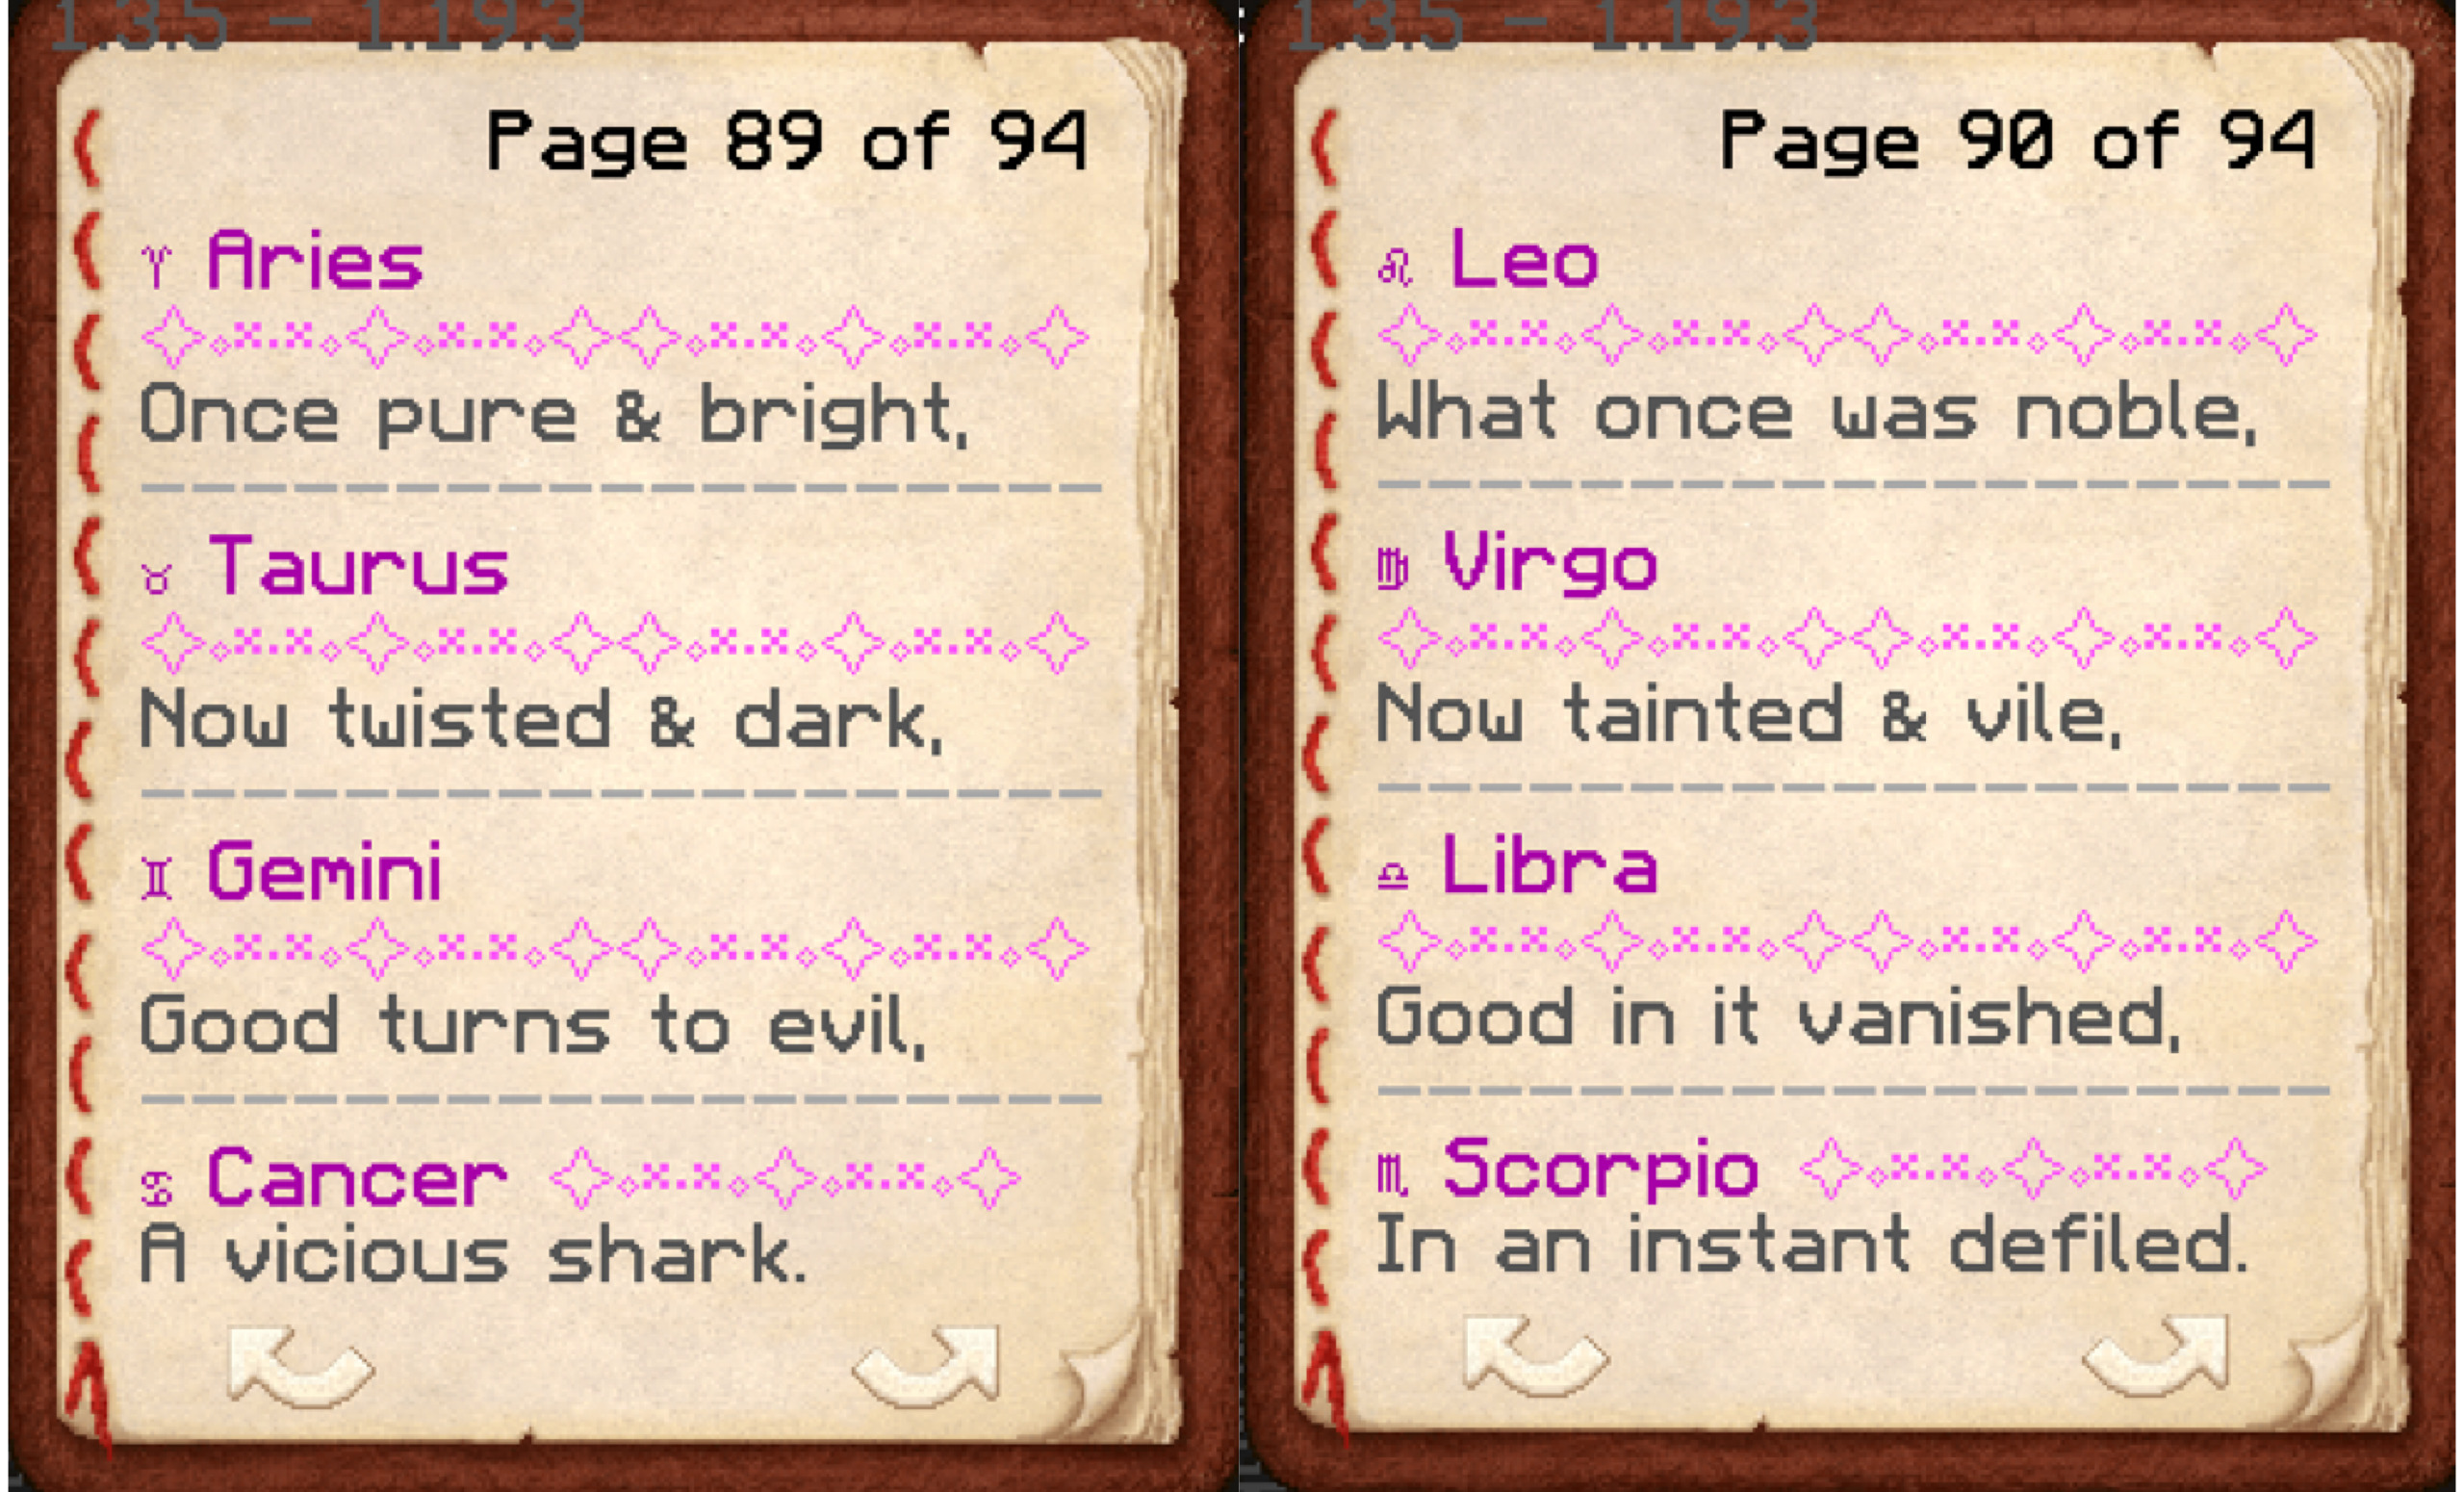 1.3.5 – 1.19.3
Page 89 of 94
♈ Aries
Once pure & bright,
♉ Taurus
Now twisted & dark,
♊ Gemini
Good turns to evil,
♋ Cancer
A vicious shark.
1.3.5 – 1.19.3
Page 90 of 94
♌ Leo
What once was noble,
♍ Virgo
Now tainted & vile,
♎ Libra
Good in it vanished,
♏ Scorpio
In an instant defiled.